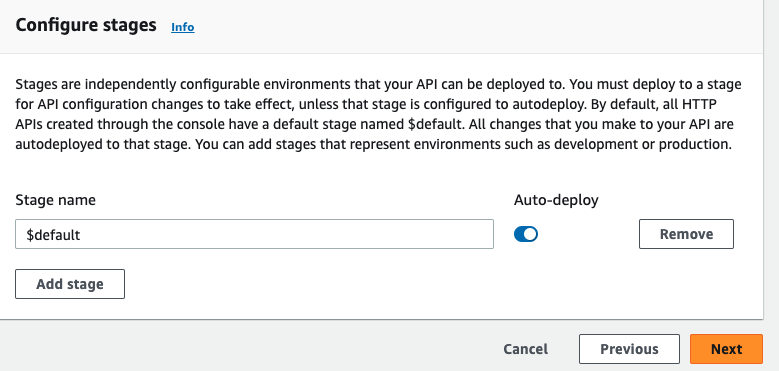 Configure stages Info
Stages are independently configurable environments that your API can be deployed to. You must deploy to a stage
for API configuration changes to take effect, unless that stage is configured to autodeploy. By default, all HTTP
APIs created through the console have a default stage named $default. All changes that you make to your API are
autodeployed to that stage. You can add stages that represent environments such as development or production.
Stage name Auto-deploy
$default Remove
Add stage
Cancel Previous Next